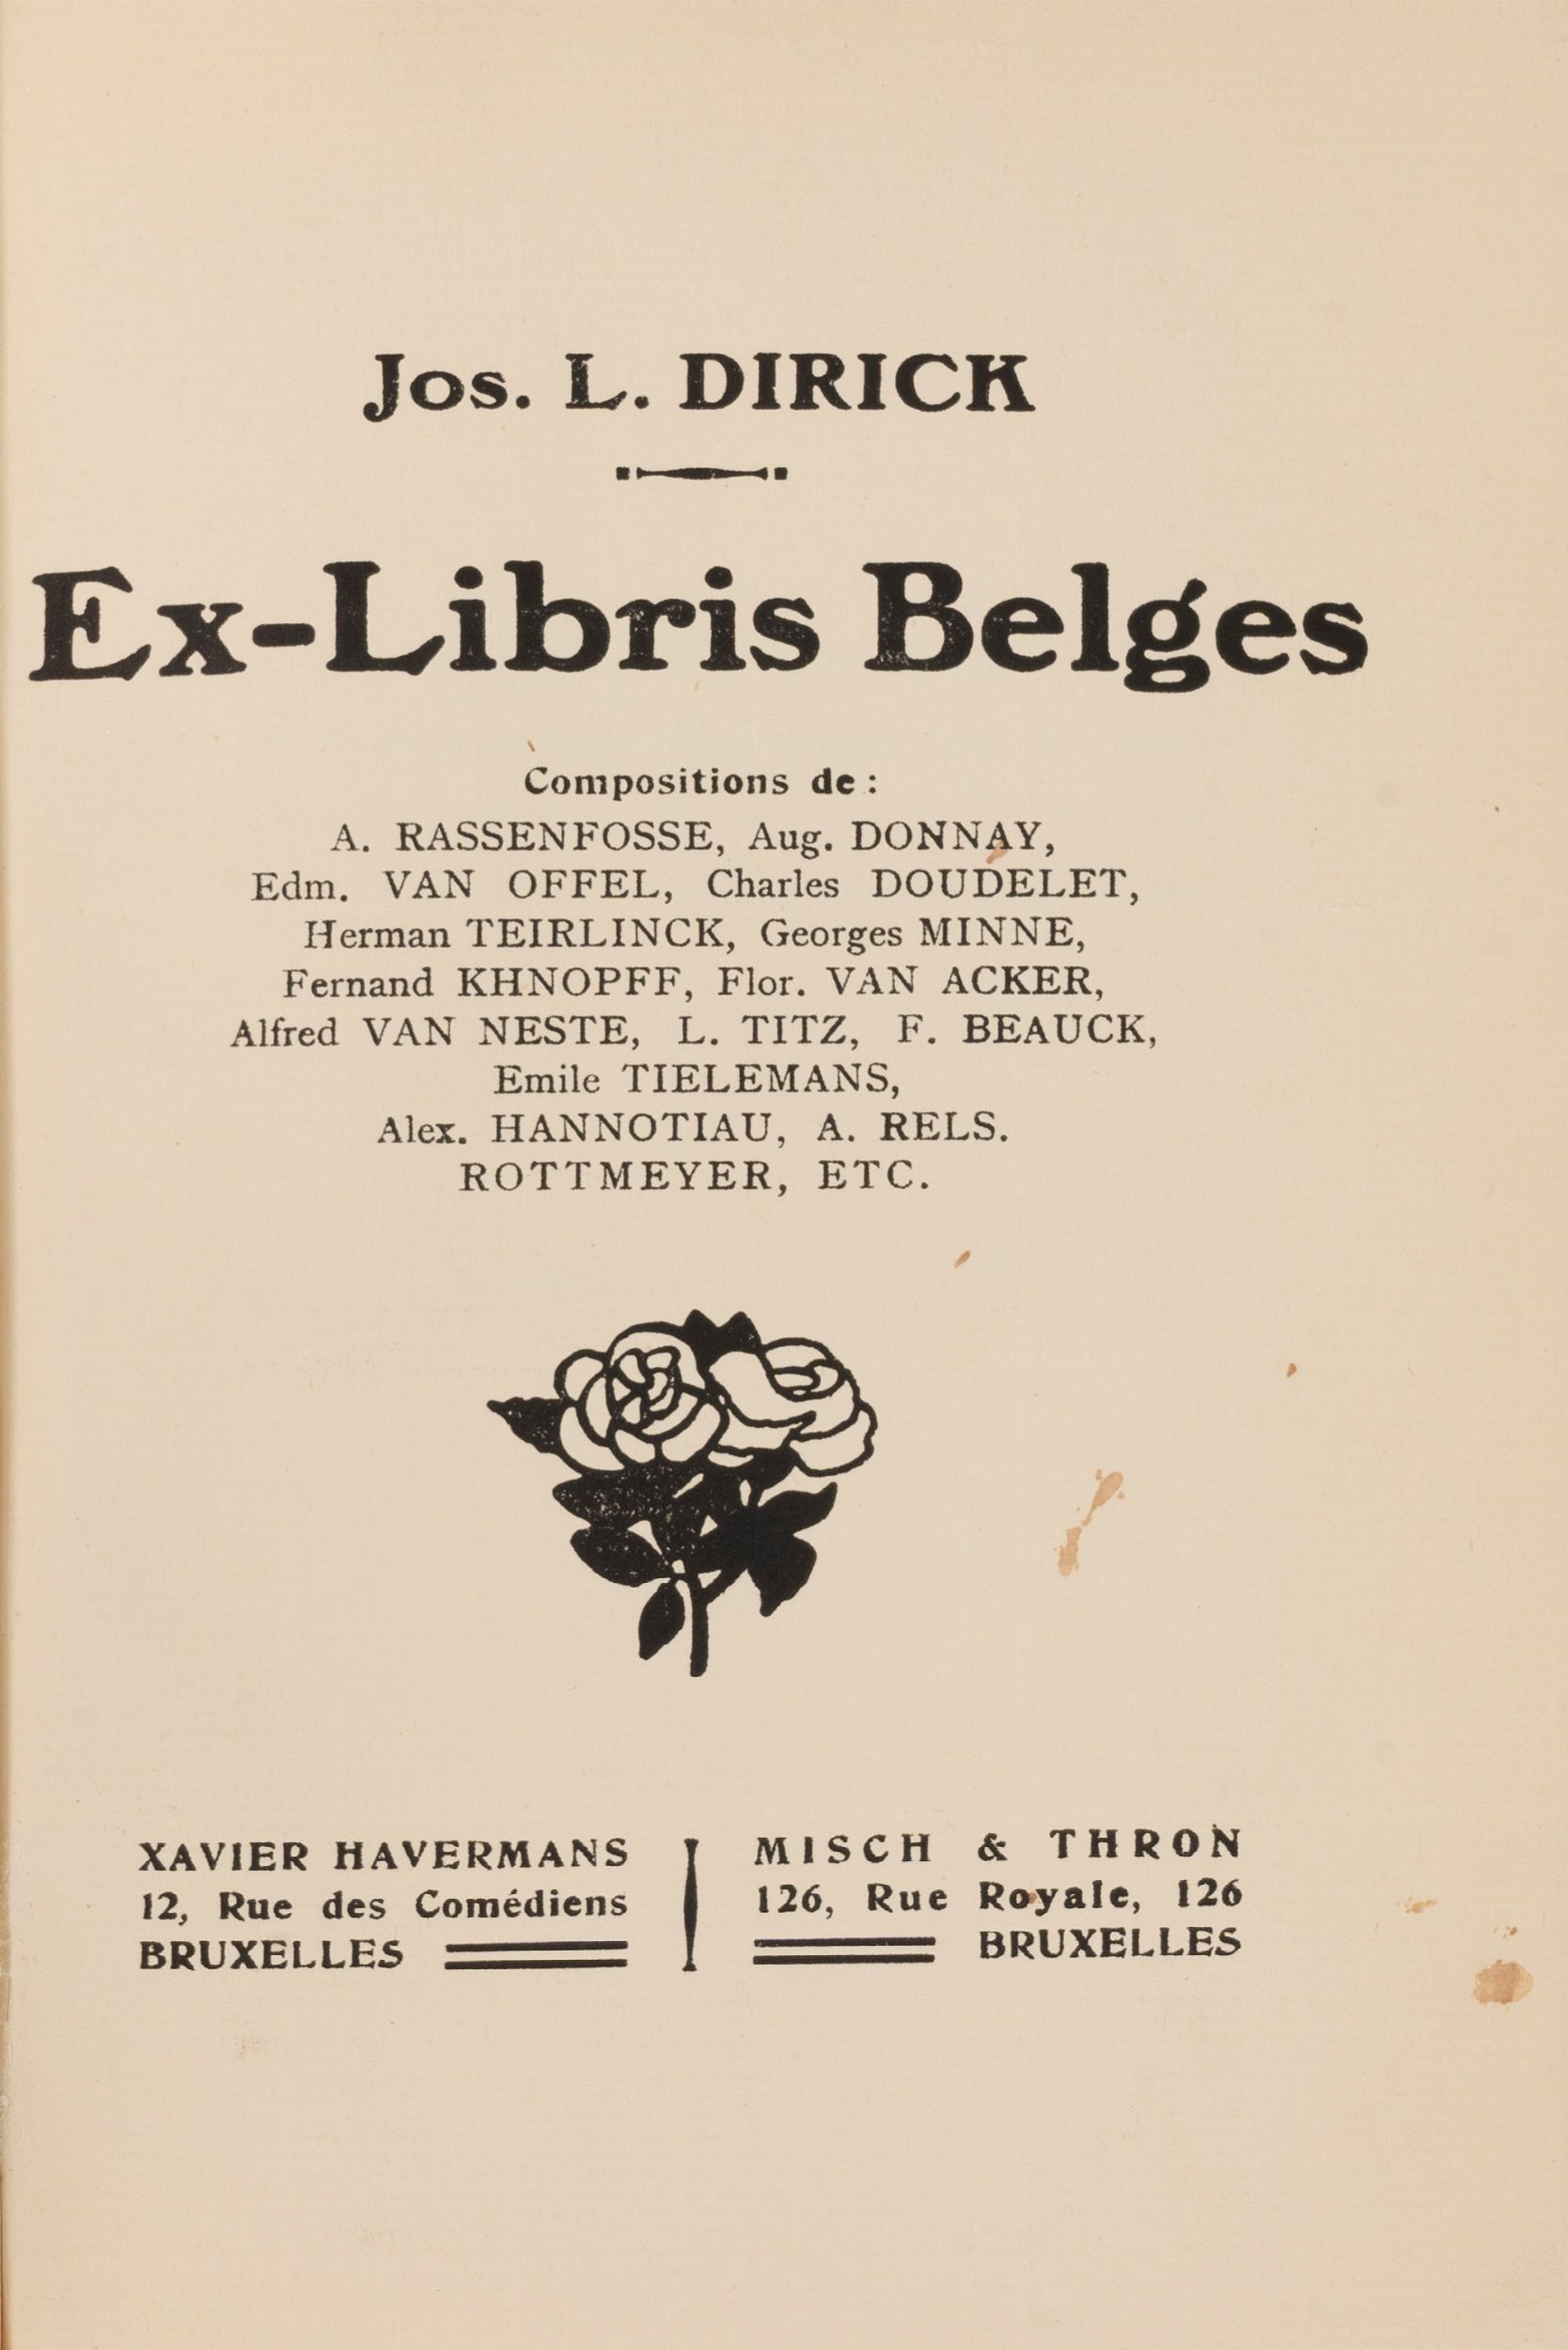 Jos. L. DIRICK
Ex-Libris Belges
Compositions de :
A. RASSENFOSSE, Aug. DONNAY,
Edm. VAN OFFEL, Charles DOUDELET,
Herman TEIRLINCK, Georges MINNE,
Fernand KHNOPFF, Flor. VAN ACKER,
Alfred VAN NESTE, L. TITZ, F. BEAUCK,
Emile TIELEMANS,
Alex. HANNOTIAU, A. RELS.
ROTTMEYER, ETC.
XAVIER HAVERMANS
12, Rue des Comédiens
BRUXELLES
MISCH & THRON
126, Rue Royale, 126
BRUXELLES